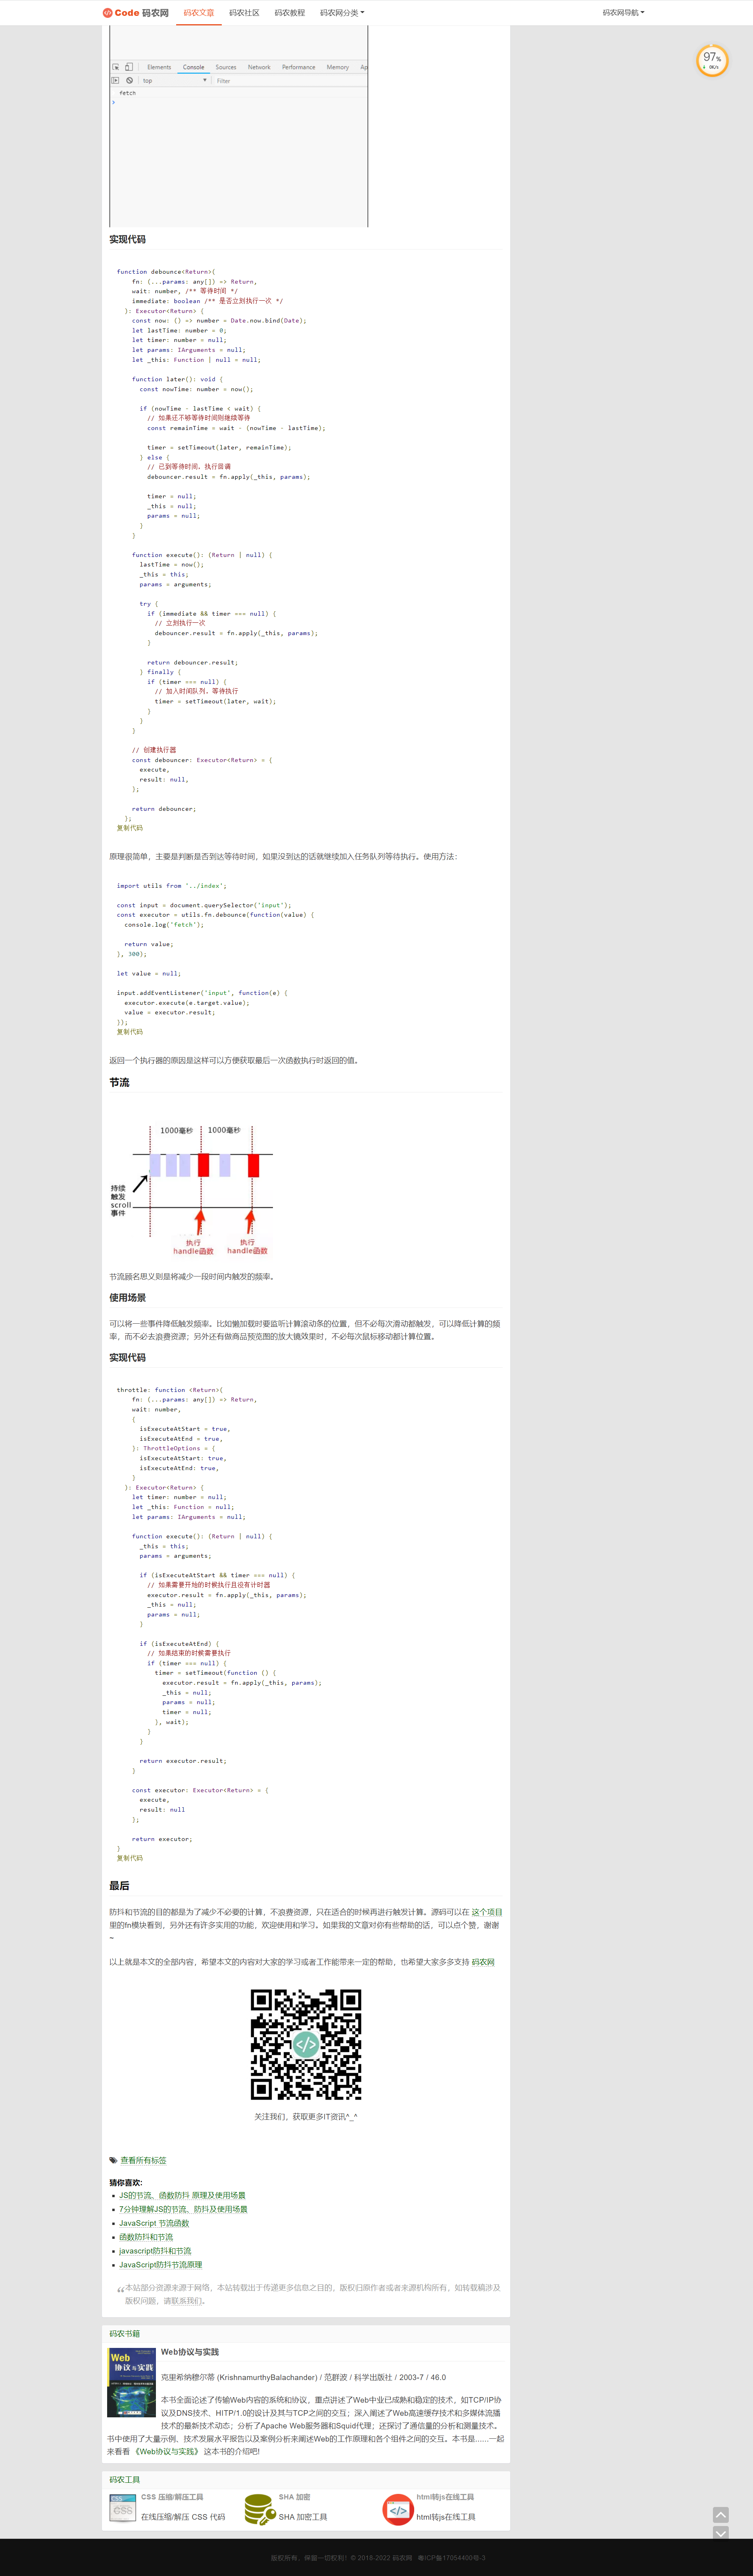 Code 码农网 码农文章 码农社区 码农教程 码农网分类 码农网导航
97%
0K/s
Elements Console Sources Network Performance Memory Ap
top Filter
fetch
>
实现代码
function debounce<Return>(
fn: (...params: any[]) => Return,
wait: number, /** 等待时间 */
immediate: boolean /** 是否立刻执行一次 */
): Executor<Return> {
const now: () => number = Date.now.bind(Date);
let lastTime: number = 0;
let timer: number = null;
let params: IArguments = null;
let _this: Function | null = null;
function later(): void {
const nowTime: number = now();
if (nowTime - lastTime < wait) {
// 如果还不够等待时间则继续等待
const remainTime = wait - (nowTime - lastTime);
timer = setTimeout(later, remainTime);
} else {
// 已到等待时间，执行回调
debouncer.result = fn.apply(_this, params);
timer = null;
_this = null;
params = null;
}
}
function execute(): (Return | null) {
lastTime = now();
_this = this;
params = arguments;
try {
if (immediate && timer === null) {
// 立刻执行一次
debouncer.result = fn.apply(_this, params);
}
return debouncer.result;
} finally {
if (timer === null) {
// 加入时间队列，等待执行
timer = setTimeout(later, wait);
}
}
}
// 创建执行器
const debouncer: Executor<Return> = {
execute,
result: null,
};
return debouncer;
};
复制代码
原理很简单，主要是判断是否到达等待时间，如果没到达的话就继续加入任务队列等待执行。使用方法：
import utils from '../index';
const input = document.querySelector('input');
const executor = utils.fn.debounce(function(value) {
console.log('fetch');
return value;
}, 300);
let value = null;
input.addEventListener('input', function(e) {
executor.execute(e.target.value);
value = executor.result;
});
复制代码
返回一个执行器的原因是这样可以方便获取最后一次函数执行时返回的值。
节流
1000毫秒 1000毫秒
持续
触发
scroll
事件
执行
handle函数
执行
handle函数
节流顾名思义则是将减少一段时间内触发的频率。
使用场景
可以将一些事件降低触发频率。比如懒加载时要监听计算滚动条的位置，但不必每次滑动都触发，可以降低计算的频
率，而不必去浪费资源；另外还有做商品预览图的放大镜效果时，不必每次鼠标移动都计算位置。
实现代码
throttle: function <Return>(
fn: (...params: any[]) => Return,
wait: number,
{
isExecuteAtStart = true,
isExecuteAtEnd = true,
}: ThrottleOptions = {
isExecuteAtStart: true,
isExecuteAtEnd: true,
}
): Executor<Return> {
let timer: number = null;
let _this: Function = null;
let params: IArguments = null;
function execute(): (Return | null) {
_this = this;
params = arguments;
if (isExecuteAtStart && timer === null) {
// 如果需要开始的时候执行且没有计时器
executor.result = fn.apply(_this, params);
_this = null;
params = null;
}
if (isExecuteAtEnd) {
// 如果结束的时候需要执行
if (timer === null) {
timer = setTimeout(function () {
executor.result = fn.apply(_this, params);
_this = null;
params = null;
timer = null;
}, wait);
}
}
return executor.result;
}
const executor: Executor<Return> = {
execute,
result: null
};
return executor;
}
复制代码
最后
防抖和节流的目的都是为了减少不必要的计算，不浪费资源，只在适合的时候再进行触发计算。源码可以在 这个项目
里的fn模块看到，另外还有许多实用的功能，欢迎使用和学习。如果我的文章对你有些帮助的话，可以点个赞，谢谢
~
以上就是本文的全部内容，希望本文的内容对大家的学习或者工作能带来一定的帮助，也希望大家多多支持 码农网
关注我们，获取更多IT资讯^_^
查看所有标签
猜你喜欢:
JS的节流、函数防抖 原理及使用场景
7分钟理解JS的节流、防抖及使用场景
JavaScript 节流函数
函数防抖和节流
javascript防抖和节流
JavaScript防抖节流原理
本站部分资源来源于网络，本站转载出于传递更多信息之目的，版权归原作者或者来源机构所有，如转载稿涉及
版权问题，请联系我们。
码农书籍
Web
协议与实践
Web协议与实践
克里希纳穆尔蒂 (KrishnamurthyBalachander) / 范群波 / 科学出版社 / 2003-7 / 46.0
本书全面论述了传输Web内容的系统和协议，重点讲述了Web中业已成熟和稳定的技术，如TCP/IP协
议及DNS技术、HITP/1.0的设计及其与TCP之间的交互；深入阐述了Web高速缓存技术和多媒体流播
技术的最新技术动态；分析了Apache Web服务器和Squid代理；还探讨了通信量的分析和测量技术。
书中使用了大量示例、技术发展水平报告以及案例分析来阐述Web的工作原理和各个组件之间的交互。本书是......一起
来看看 《Web协议与实践》 这本书的介绍吧!
码农工具
CSS CSS 压缩/解压工具
在线压缩/解压 CSS 代码
SHA 加密
SHA 加密工具
html转js在线工具
html转js在线工具
版权所有，保留一切权利！© 2019-2022 码农网 粤ICP备17054400号-3